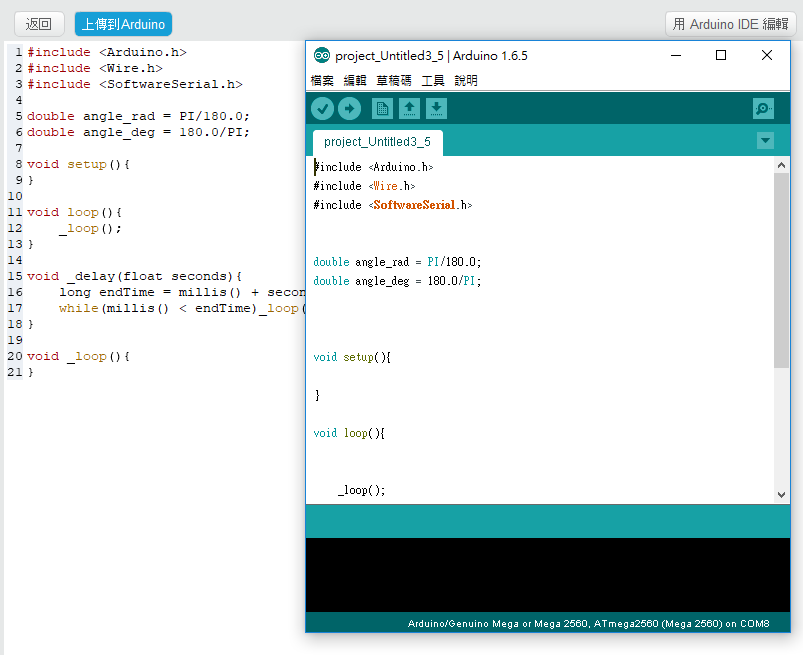 返回
上傳到Arduino
用 Arduino IDE 編輯
1 #include <Arduino.h>
2 #include <Wire.h>
3 #include <SoftwareSerial.h>
4
5 double angle_rad = PI/180.0;
6 double angle_deg = 180.0/PI;
7
8 void setup(){
9 }
10
11 void loop(){
12     _loop();
13 }
14
15 void _delay(float seconds){
16     long endTime = millis() + secon
17     while(millis() < endTime)_loop(
18 }
19
20 void _loop(){
21 }
project_Untitled3_5 | Arduino 1.6.5
檔案 編輯 草稿碼 工具 說明
project_Untitled3_5
#include <Arduino.h>
#include <Wire.h>
#include <SoftwareSerial.h>
double angle_rad = PI/180.0;
double angle_deg = 180.0/PI;
void setup(){
}
void loop(){
    _loop();
Arduino/Genuino Mega or Mega 2560, ATmega2560 (Mega 2560) on COM8